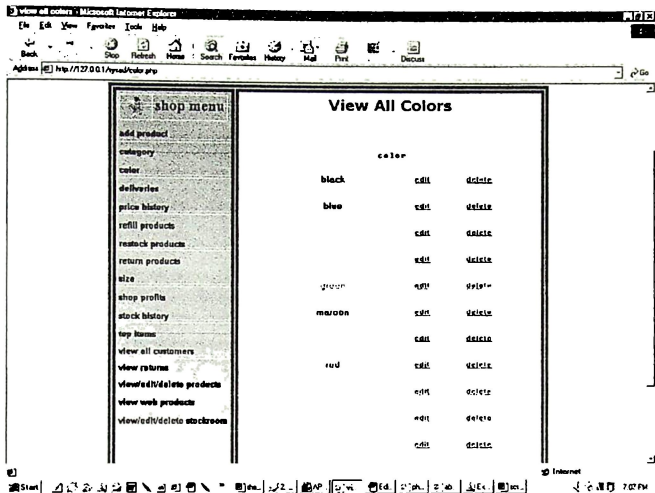 view all colors - Microsoft Internet Explorer
File Edit View Favorites Tools Help
Back Stop Refresh Home Search Favorites History Mail Print Discuss
Address http://127.0.0.1/nysed/color.php Go
shop menu
add product
category
color
deliveries
price history
refill products
restock products
return products
size
shop profits
stock history
top items
view all customers
view returns
view/edit/delete products
view web products
view/edit/delete stockroom
View All Colors
color
black edit delete
blue edit delete
edit delete
edit delete
green edit delete
maroon edit delete
edit delete
red edit delete
edit delete
edit delete
edit delete
Internet
Start 7:02 PM